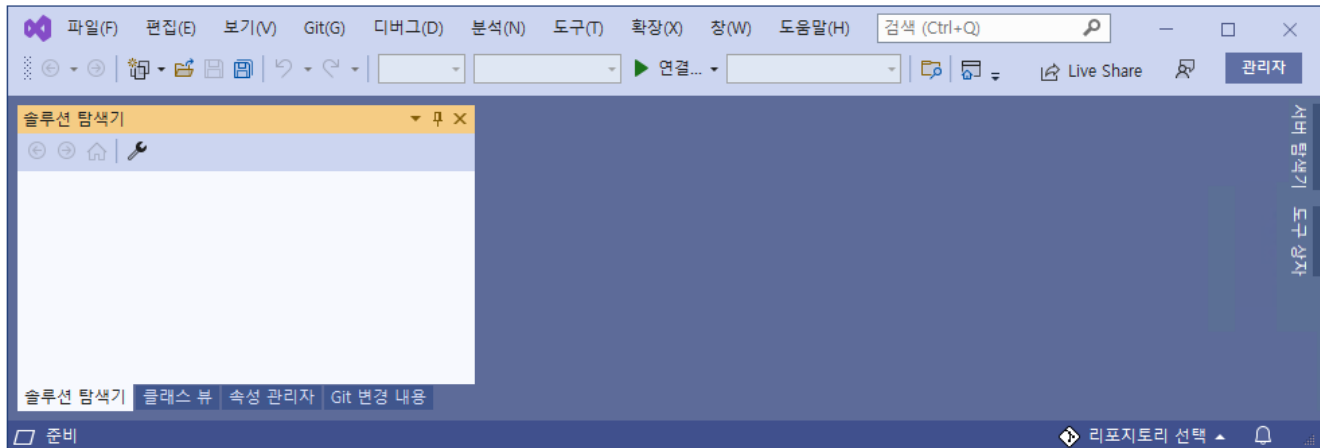 파일(F) 편집(E) 보기(V) Git(G) 디버그(D) 분석(N) 도구(T) 확장(X) 창(W) 도움말(H) 검색 (Ctrl+Q)
연결... Live Share 관리자
솔루션 탐색기
서버 탐색기
도구 상자
솔루션 탐색기 클래스 뷰 속성 관리자 Git 변경 내용
준비 리포지토리 선택